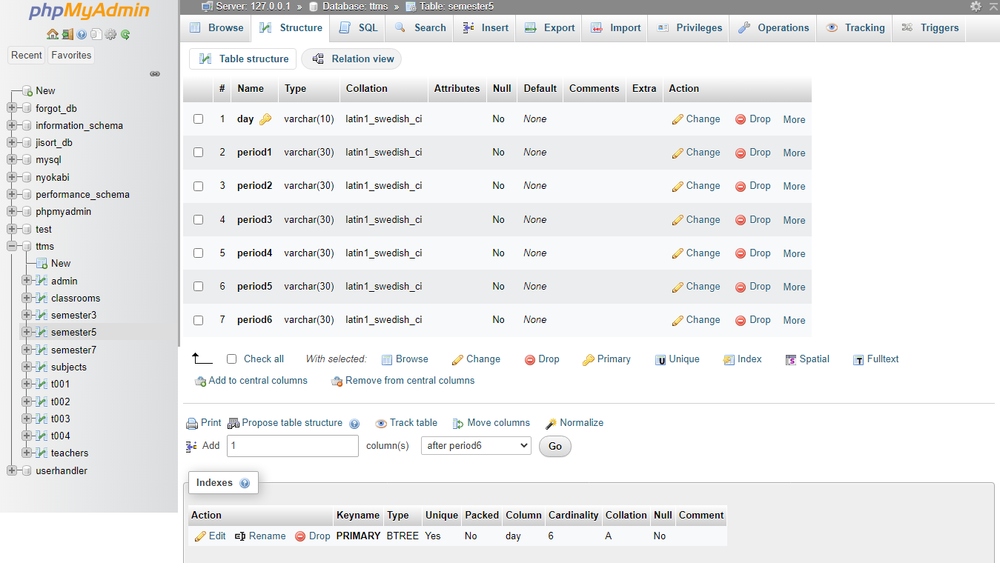 phpMyAdmin
Recent Favorites
New
forgot_db
information_schema
jisort_db
mysql
nyokabi
performance_schema
phpmyadmin
test
ttms
New
admin
classrooms
semester3
semester5
semester7
subjects
t001
t002
t003
t004
teachers
userhandler
Server: 127.0.0.1 » Database: ttms » Table: semester5
Browse Structure SQL Search Insert Export Import Privileges Operations Tracking Triggers
Table structure Relation view
# Name Type Collation Attributes Null Default Comments Extra Action
1 day varchar(10) latin1_swedish_ci No None Change Drop More
2 period1 varchar(30) latin1_swedish_ci No None Change Drop More
3 period2 varchar(30) latin1_swedish_ci No None Change Drop More
4 period3 varchar(30) latin1_swedish_ci No None Change Drop More
5 period4 varchar(30) latin1_swedish_ci No None Change Drop More
6 period5 varchar(30) latin1_swedish_ci No None Change Drop More
7 period6 varchar(30) latin1_swedish_ci No None Change Drop More
Check all With selected: Browse Change Drop Primary Unique Index Spatial Fulltext
Add to central columns Remove from central columns
Print Propose table structure Track table Move columns Normalize
Add 1 column(s) after period6 Go
Indexes
Action Keyname Type Unique Packed Column Cardinality Collation Null Comment
Edit Rename Drop PRIMARY BTREE Yes No day 6 A No